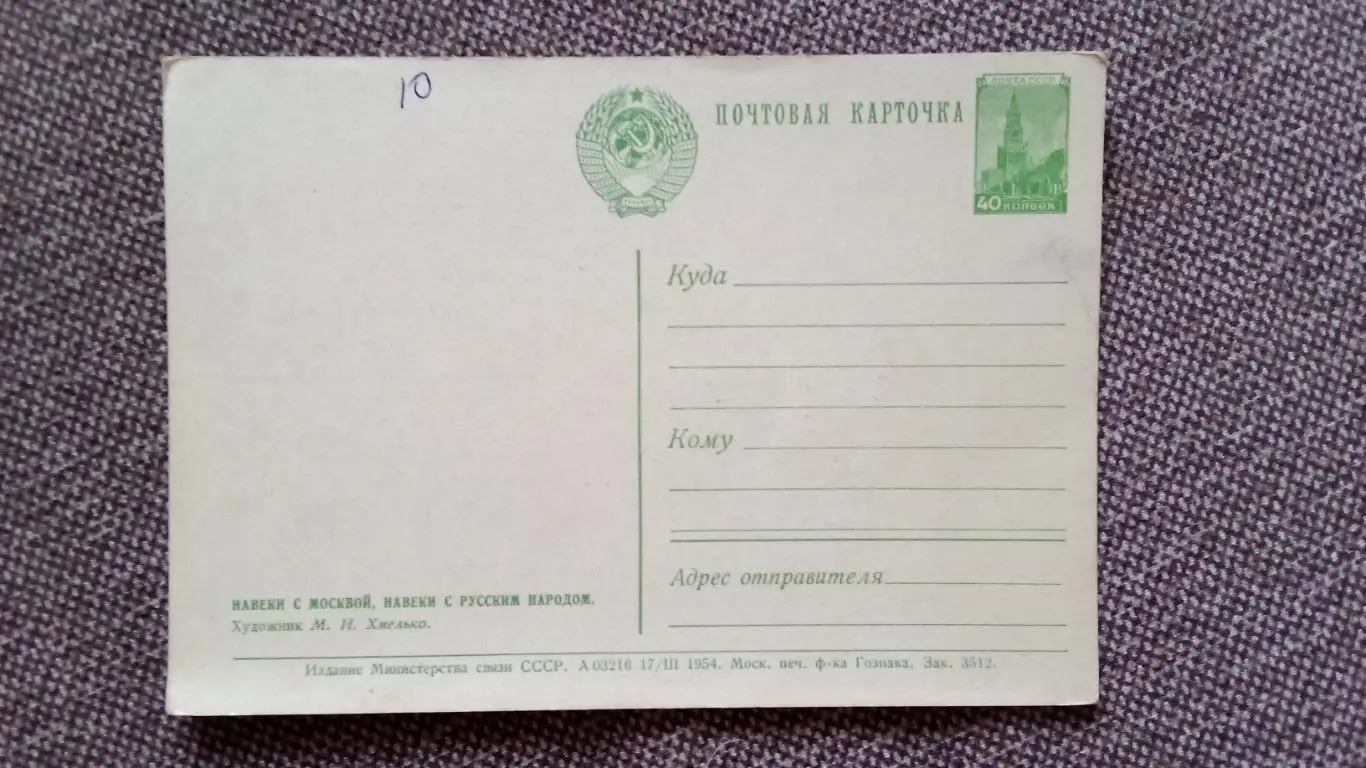 10
ПОЧТОВАЯ КАРТОЧКА
ПОЧТА СССР
40 КОПЕЕК
Куда
Кому
Адрес отправителя
НАВЕКИ С МОСКВОЙ, НАВЕКИ С РУССКИМ НАРОДОМ.
Художник М. И. Хмелько.
Издание Министерства связи СССР. А 03216 17/III 1954. Моск. печ. ф-ка Гознака. Зак. 3512.